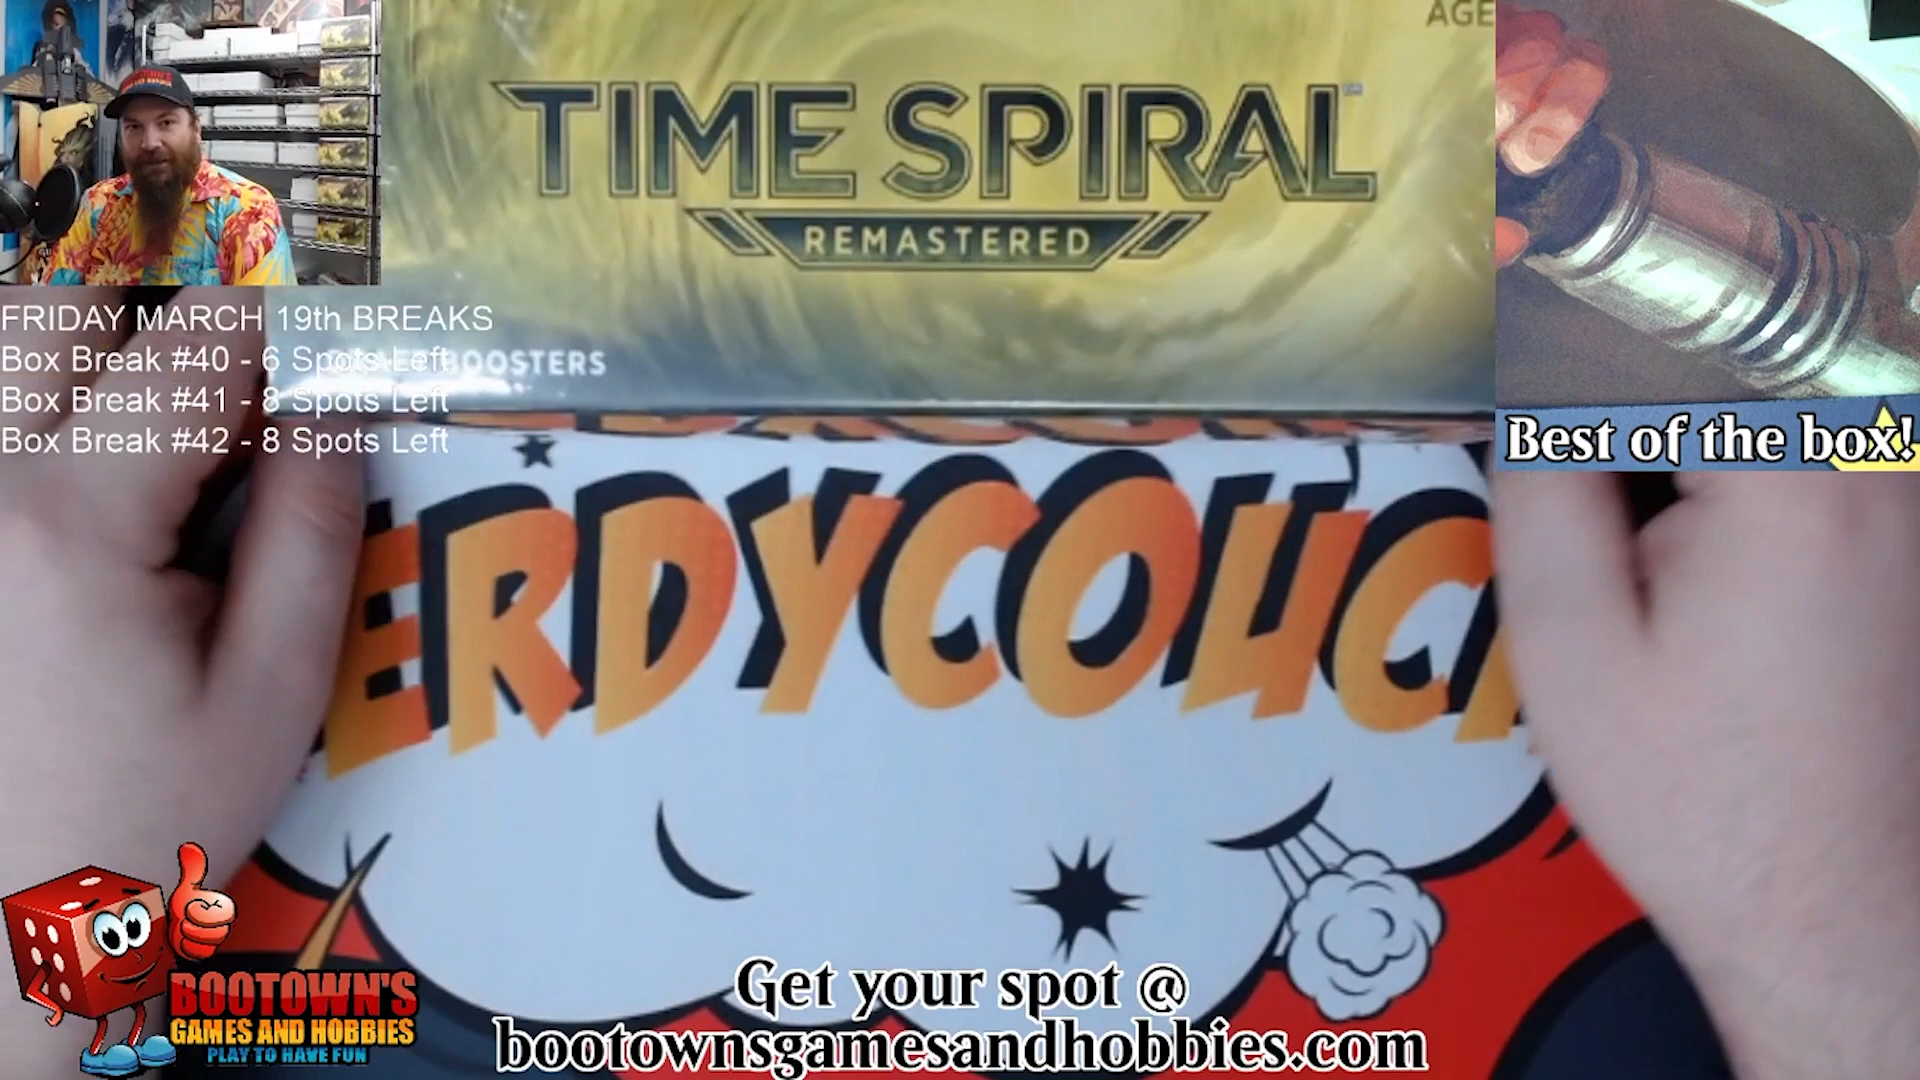 AGE
TIME SPIRAL
REMASTERED
BOOTOWN'S
FRIDAY MARCH 19th BREAKS
Box Break #40 - 6 Spots Left
BOOSTERS
Box Break #41 - 8 Spots Left
Box Break #42 - 8 Spots Left
Best of the box!
ERDYCOUC
BOOTOWN'S
GAMES AND HOBBIES
PLAY TO HAVE FUN
Get your spot @
bootownsgamesandhobbies.com